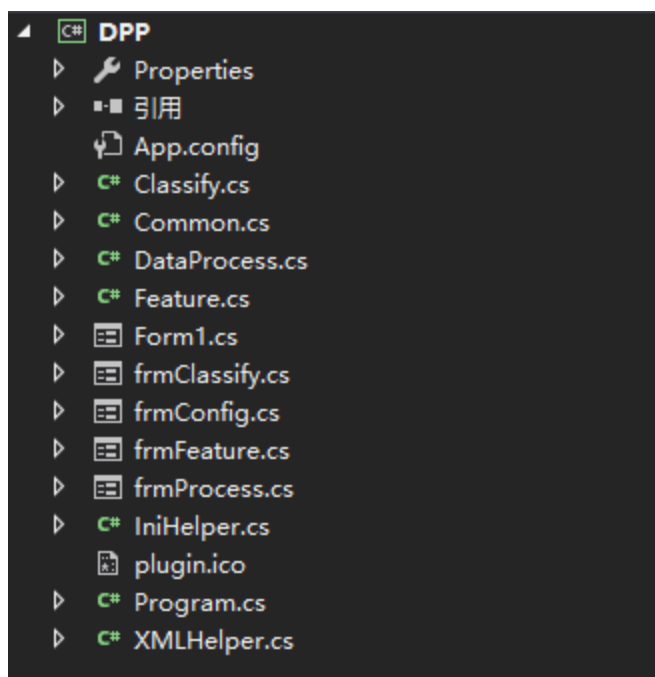 C# DPP
Properties
引用
App.config
C# Classify.cs
C# Common.cs
C# DataProcess.cs
C# Feature.cs
Form1.cs
frmClassify.cs
frmConfig.cs
frmFeature.cs
frmProcess.cs
C# IniHelper.cs
plugin.ico
C# Program.cs
C# XMLHelper.cs